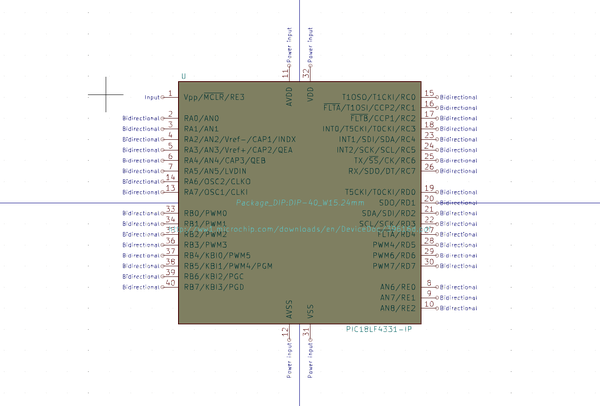 Power Input Power Input
11 32
U
AVDD VDD
Input 1 Vpp/MCLR/RE3 T1OSO/T1CKI/RC0 15 Bidirectional
FLTA/T1OSI/CCP2/RC1 16 Bidirectional
Bidirectional 2 RA0/AN0 FLTB/CCP1/RC2 17 Bidirectional
Bidirectional 3 RA1/AN1 INT0/T5CKI/TOCKI/RC3 18 Bidirectional
Bidirectional 4 RA2/AN2/Vref-/CAP1/INDX INT1/SDI/SDA/RC4 23 Bidirectional
Bidirectional 5 RA3/AN3/Vref+/CAP2/QEA INT2/SCK/SCL/RC5 24 Bidirectional
Bidirectional 6 RA4/AN4/CAP3/QEB TX/SS/CK/RC6 25 Bidirectional
Bidirectional 7 RA5/AN5/LVDIN RX/SDO/DT/RC7 26 Bidirectional
Bidirectional 14 RA6/OSC2/CLKO
Bidirectional 13 RA7/OSC1/CLKI T5CKI/TOCKI/RD0 19 Bidirectional
Package_DIP:DIP-40_W15.24mm SDO/RD1 20 Bidirectional
Bidirectional 33 RB0/PWM0 SDA/SDI/RD2 21 Bidirectional
Bidirectional 34 RB1/PWM1 SCL/SCK/RD3 22 Bidirectional
Bidirectional 35 RB2/PWM2 FLTA/RD4 27 Bidirectional
Bidirectional 36 RB3/PWM3 PWM4/RD5 28 Bidirectional
Bidirectional 37 RB4/KBI0/PWM5 PWM6/RD6 29 Bidirectional
Bidirectional 38 RB5/KBI1/PWM4/PGM PWM7/RD7 30 Bidirectional
Bidirectional 39 RB6/KBI2/PGC
Bidirectional 40 RB7/KBI3/PGD AN6/RE0 8 Bidirectional
AN7/RE1 9 Bidirectional
AN8/RE2 10 Bidirectional
AVSS VSS
12 31
PIC18LF4331-IP
Power Input Power Input